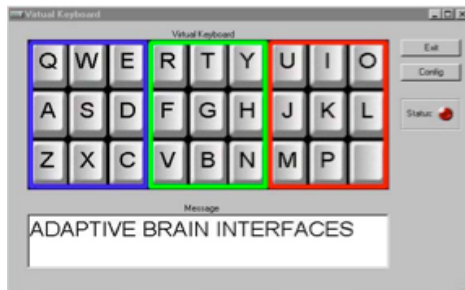 Virtual Keyboard
Virtual Keyboard
Q W E R T Y U I O
A S D F G H J K L
Z X C V B N M P
Exit
Config
Status:
Message
ADAPTIVE BRAIN INTERFACES